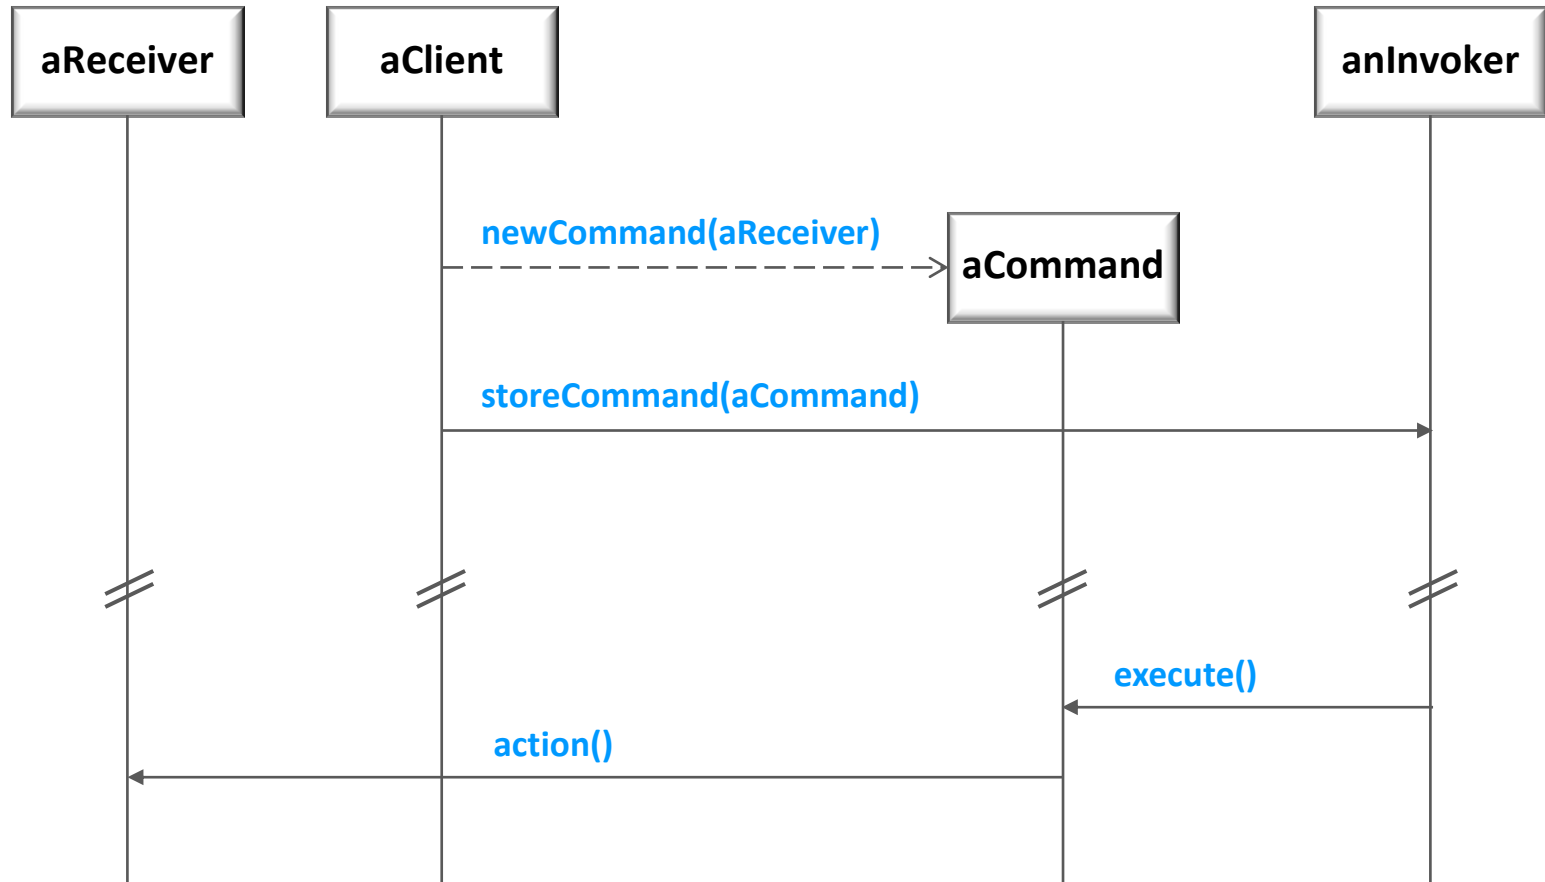 aReceiver
aClient
anInvoker
newCommand(aReceiver)
aCommand
storeCommand(aCommand)
execute()
action()